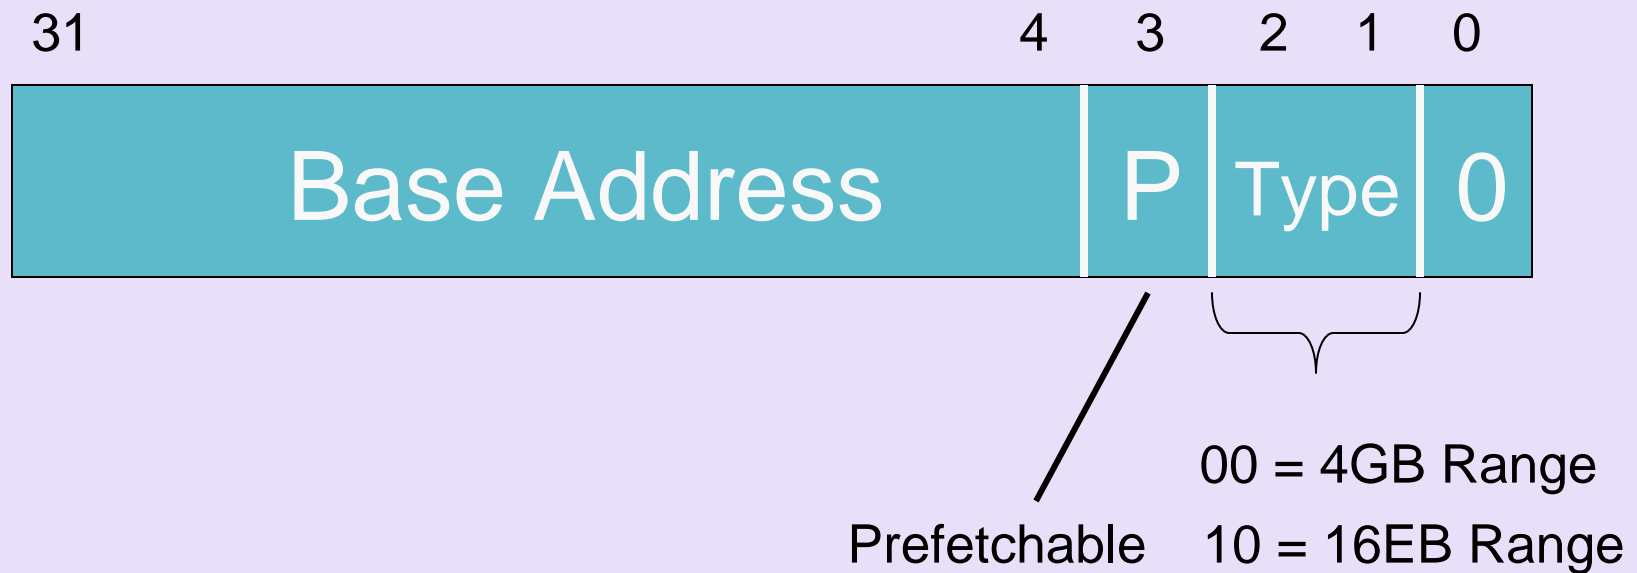 31 4 3 2 1 0
Base Address P Type 0
00 = 4GB Range
Prefetchable 10 = 16EB Range